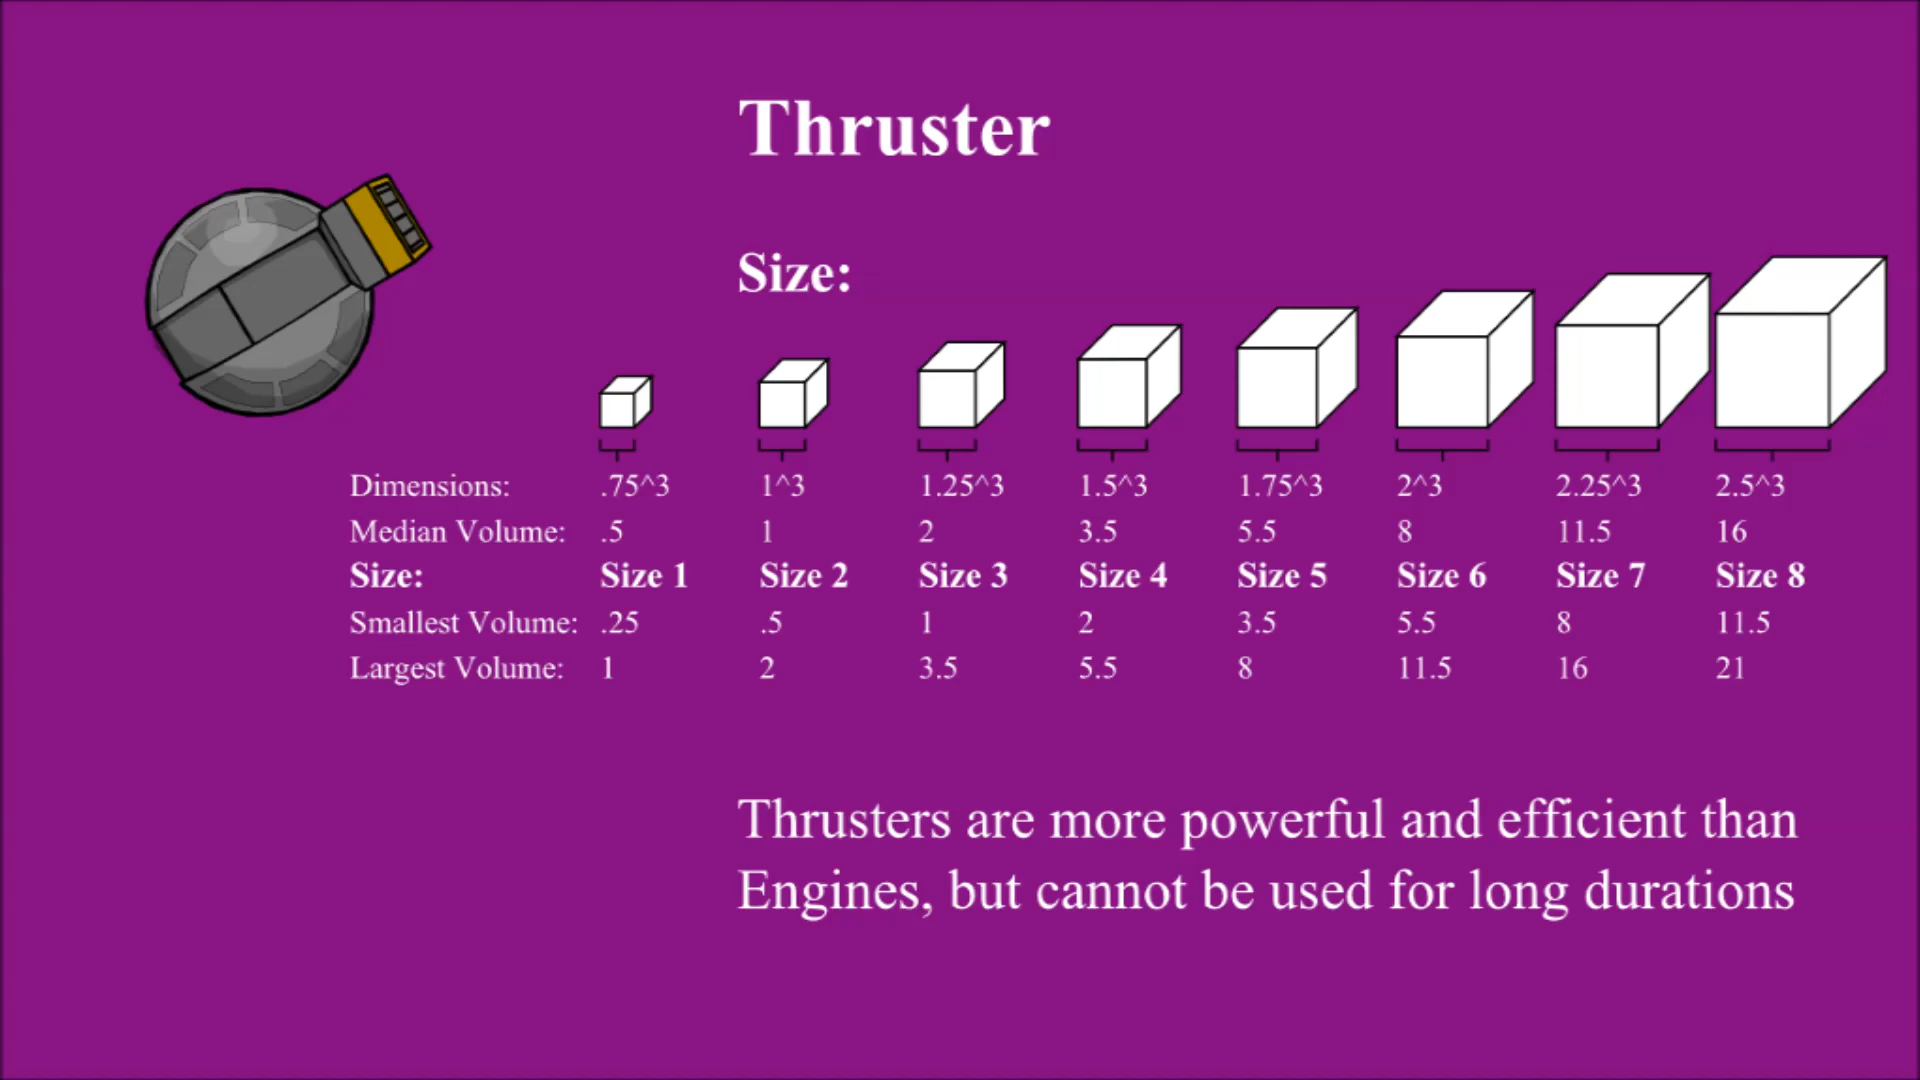 Thruster
Size:
Dimensions: .75^3 1^3 1.25^3 1.5^3 1.75^3 2^3 2.25^3 2.5^3
Median Volume: .5 1 2 3.5 5.5 8 11.5 16
Size: Size 1 Size 2 Size 3 Size 4 Size 5 Size 6 Size 7 Size 8
Smallest Volume: .25 .5 1 2 3.5 5.5 8 11.5
Largest Volume: 1 2 3.5 5.5 8 11.5 16 21
Thrusters are more powerful and efficient than
Engines, but cannot be used for long durations